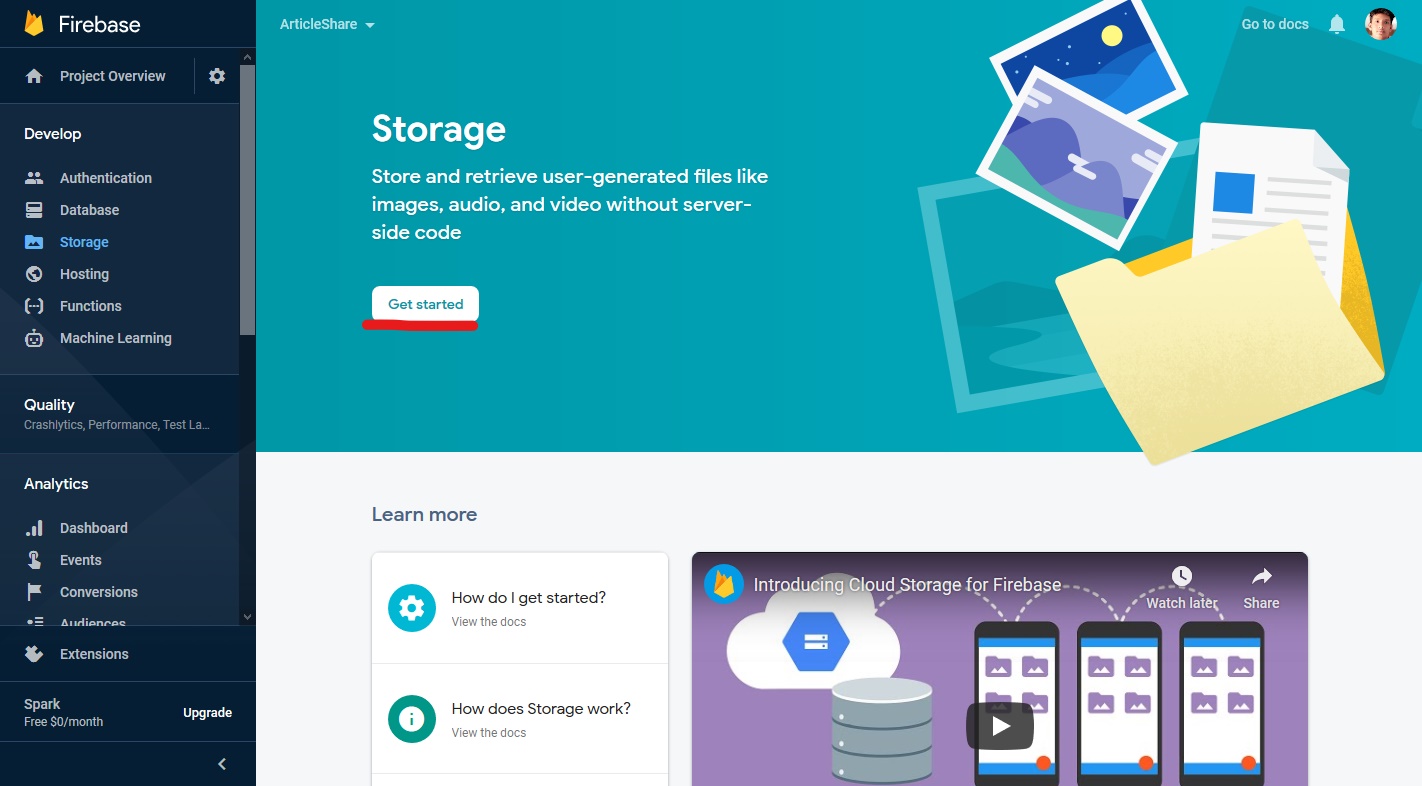 Firebase
Project Overview
Develop
Authentication
Database
Storage
Hosting
Functions
Machine Learning
Quality
Crashlytics, Performance, Test La...
Analytics
Dashboard
Events
Conversions
Audiences
Extensions
Spark
Free $0/month
Upgrade
ArticleShare
Go to docs
Storage
Store and retrieve user-generated files like
images, audio, and video without server-
side code
Get started
Learn more
How do I get started?
View the docs
How does Storage work?
View the docs
Introducing Cloud Storage for Firebase
Watch later
Share